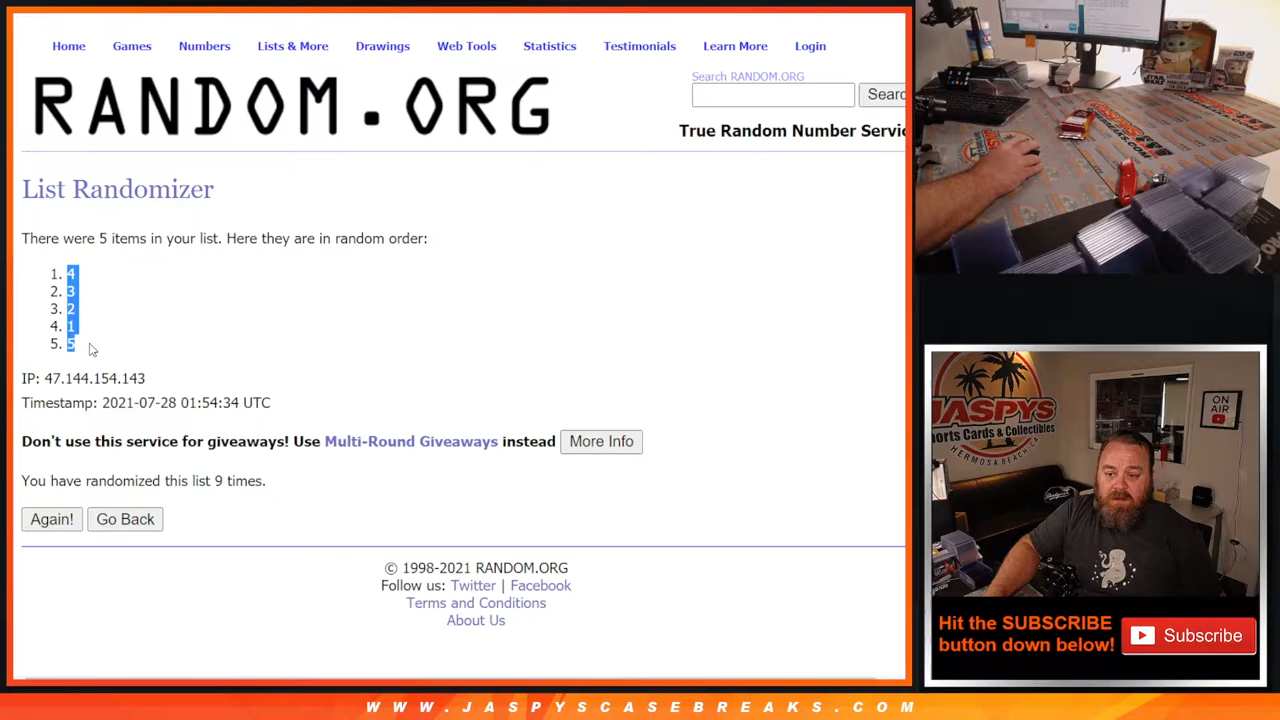 Home Games Numbers Lists & More Drawings Web Tools Statistics Testimonials Learn More Login
RANDOM.ORG
Search RANDOM.ORG
Searc
True Random Number Servic
List Randomizer
There were 5 items in your list. Here they are in random order:
1. 4
2. 3
3. 2
4. 1
5. 5
IP: 47.144.154.143
Timestamp: 2021-07-28 01:54:34 UTC
Don't use this service for giveaways! Use Multi-Round Giveaways instead More Info
You have randomized this list 9 times.
Again! Go Back
© 1998-2021 RANDOM.ORG
Follow us: Twitter | Facebook
Terms and Conditions
About Us
STAR WARS
JASPYS
CASEBREAKS.COM
JASPYS
orts Cards & Collectibles
HERMOSA BEACH
ON AIR
Hit the SUBSCRIBE
button down below!
Subscribe
WWW.JASPYSCASEBREAKS.COM